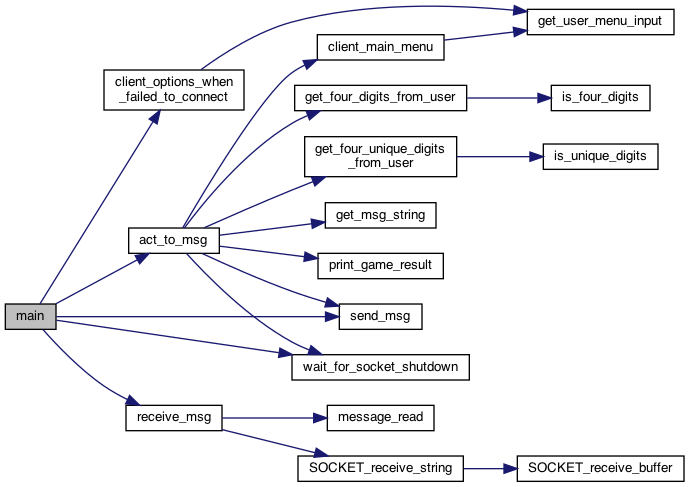 get_user_menu_input
client_main_menu
client_options_when
_failed_to_connect
get_four_digits_from_user
is_four_digits
get_four_unique_digits
_from_user
is_unique_digits
get_msg_string
act_to_msg
print_game_result
main
send_msg
wait_for_socket_shutdown
receive_msg
message_read
SOCKET_receive_string
SOCKET_receive_buffer